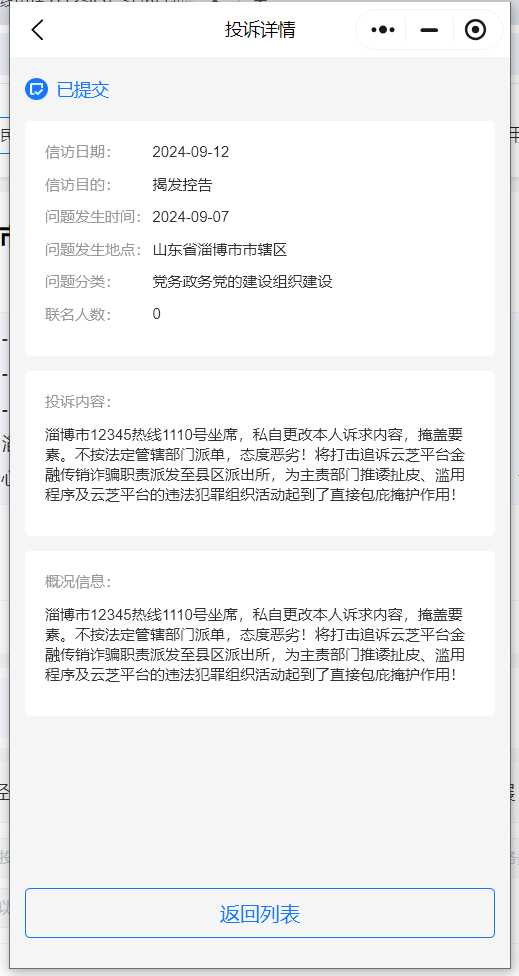 投诉详情
已提交
信访日期： 2024-09-12
信访目的： 揭发控告
问题发生时间： 2024-09-07
问题发生地点： 山东省淄博市市辖区
问题分类： 党务政务党的建设组织建设
联名人数： 0
投诉内容：
淄博市12345热线1110号坐席，私自更改本人诉求内容，掩盖要
素。不按法定管辖部门派单，态度恶劣！将打击追诉云芝平台金
融传销诈骗职责派发至县区派出所，为主责部门推诿扯皮、滥用
程序及云芝平台的违法犯罪组织活动起到了直接包庇掩护作用！
概况信息：
淄博市12345热线1110号坐席，私自更改本人诉求内容，掩盖要
素。不按法定管辖部门派单，态度恶劣！将打击追诉云芝平台金
融传销诈骗职责派发至县区派出所，为主责部门推诿扯皮、滥用
程序及云芝平台的违法犯罪组织活动起到了直接包庇掩护作用！
返回列表